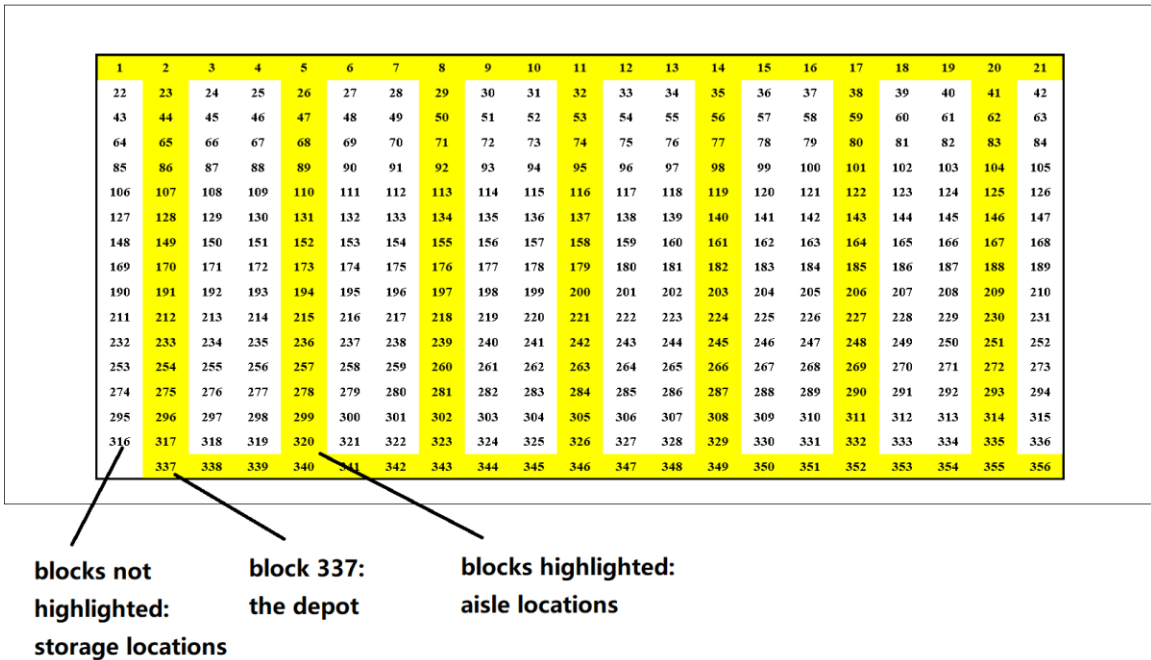 1 2 3 4 5 6 7 8 9 10 11 12 13 14 15 16 17 18 19 20 21
22 23 24 25 26 27 28 29 30 31 32 33 34 35 36 37 38 39 40 41 42
43 44 45 46 47 48 49 50 51 52 53 54 55 56 57 58 59 60 61 62 63
64 65 66 67 68 69 70 71 72 73 74 75 76 77 78 79 80 81 82 83 84
85 86 87 88 89 90 91 92 93 94 95 96 97 98 99 100 101 102 103 104 105
106 107 108 109 110 111 112 113 114 115 116 117 118 119 120 121 122 123 124 125 126
127 128 129 130 131 132 133 134 135 136 137 138 139 140 141 142 143 144 145 146 147
148 149 150 151 152 153 154 155 156 157 158 159 160 161 162 163 164 165 166 167 168
169 170 171 172 173 174 175 176 177 178 179 180 181 182 183 184 185 186 187 188 189
190 191 192 193 194 195 196 197 198 199 200 201 202 203 204 205 206 207 208 209 210
211 212 213 214 215 216 217 218 219 220 221 222 223 224 225 226 227 228 229 230 231
232 233 234 235 236 237 238 239 240 241 242 243 244 245 246 247 248 249 250 251 252
253 254 255 256 257 258 259 260 261 262 263 264 265 266 267 268 269 270 271 272 273
274 275 276 277 278 279 280 281 282 283 284 285 286 287 288 289 290 291 292 293 294
295 296 297 298 299 300 301 302 303 304 305 306 307 308 309 310 311 312 313 314 315
316 317 318 319 320 321 322 323 324 325 326 327 328 329 330 331 332 333 334 335 336
337 338 339 340 341 342 343 344 345 346 347 348 349 350 351 352 353 354 355 356
blocks not
highlighted:
storage locations
block 337:
the depot
blocks highlighted:
aisle locations